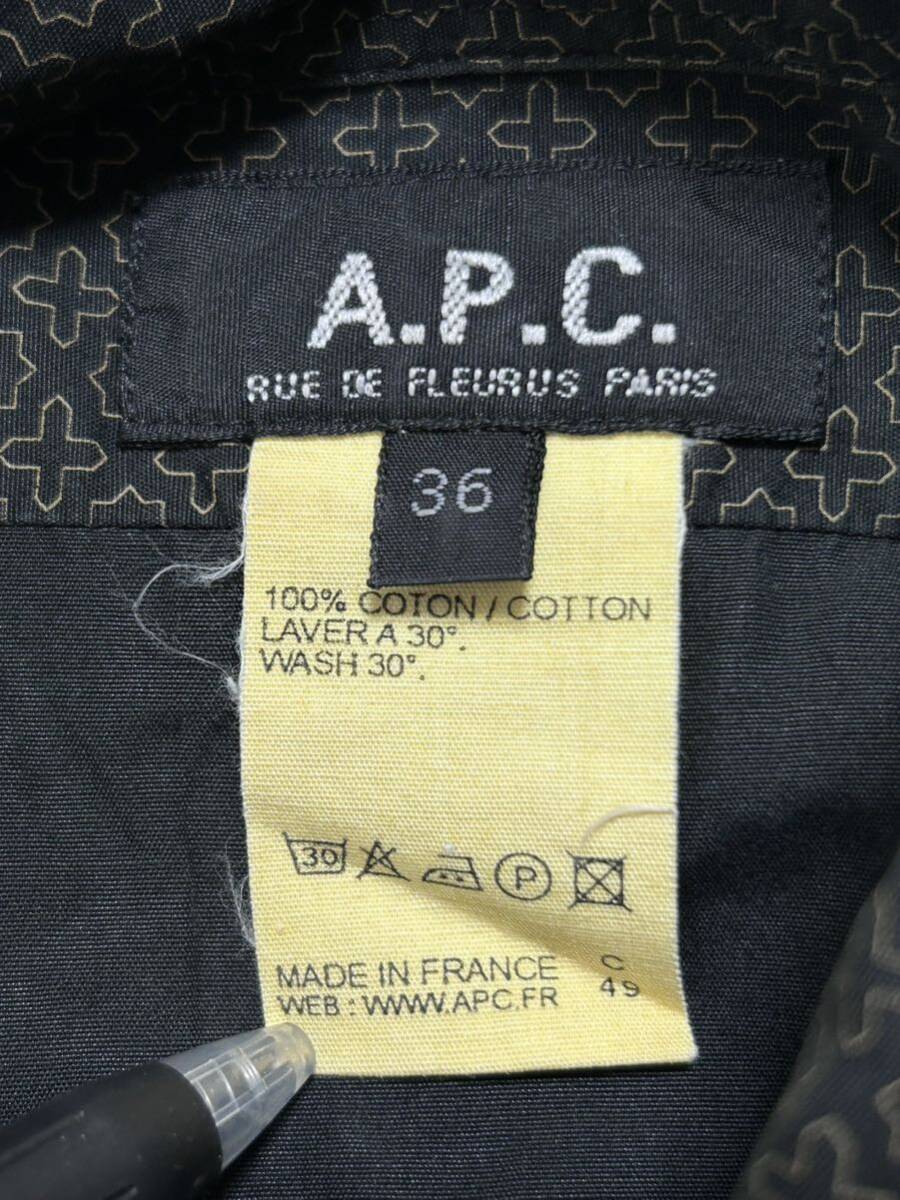 A.P.C.
RUE DE FLEURUS PARIS
36
100% COTON / COTTON
LAVER A 30°.
WASH 30°.
30
P
MADE IN FRANCE
WEB : WWW.APC.FR
C
49